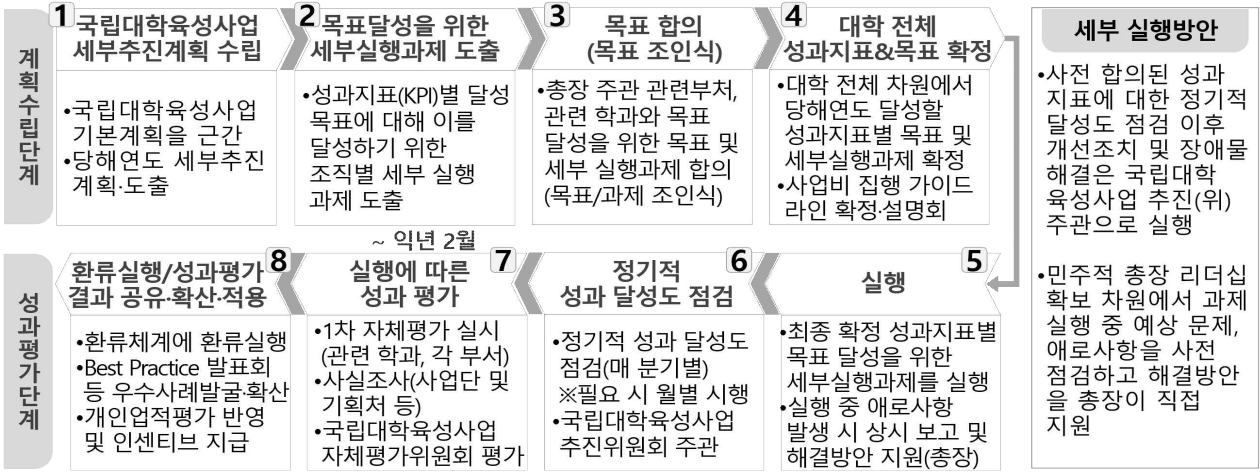 계획수립단계
1
국립대학육성사업
세부추진계획 수립
•국립대학육성사업
기본계획을 근간
•당해연도 세부추진
계획·도출
2
목표달성을 위한
세부실행과제 도출
•성과지표(KPI)별 달성
목표에 대해 이를
달성하기 위한
조직별 세부 실행
과제 도출
3
목표 합의
(목표 조인식)
•총장 주관 관련부처,
관련 학과와 목표
달성을 위한 목표 및
세부 실행과제 합의
(목표/과제 조인식)
4
대학 전체
성과지표&목표 확정
•대학 전체 차원에서
당해연도 달성할
성과지표별 목표 및
세부실행과제 확정
•사업비 집행 가이드
라인 확정·설명회
성과평가단계
5
실행
•최종 확정 성과지표별
목표 달성을 위한
세부실행과제를 실행
•실행 중 애로사항
발생 시 상시 보고 및
해결방안 지원(총장)
6
정기적
성과 달성도 점검
•정기적 성과 달성도
점검(매 분기별)
※필요 시 월별 시행
•국립대학육성사업
추진위원회 주관
~ 익년 2월
7
실행에 따른
성과 평가
•1차 자체평가 실시
(관련 학과, 각 부서)
•사실조사(사업단 및
기획처 등)
•국립대학육성사업
자체평가위원회 평가
8
환류실행/성과평가
결과 공유·확산·적용
•환류체계에 환류실행
•Best Practice 발표회
등 우수사례발굴·확산
•개인업적평가 반영
및 인센티브 지급
세부 실행방안
•사전 합의된 성과
지표에 대한 정기적
달성도 점검 이후
개선조치 및 장애물
해결은 국립대학
육성사업 추진(위)
주관으로 실행
•민주적 총장 리더십
확보 차원에서 과제
실행 중 예상 문제,
애로사항을 사전
점검하고 해결방안
을 총장이 직접
지원